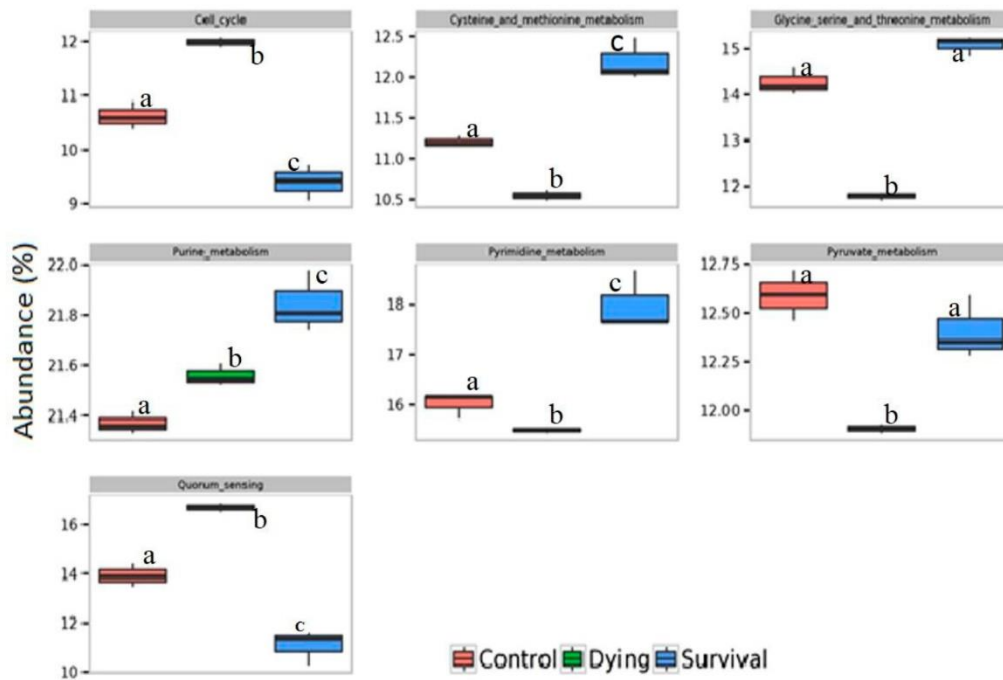 Cell_cycle
12
11
10
9
a
b
c
Cysteine_and_methionine_metabolism
12.5
12.0
11.5
11.0
10.5
a
b
c
Glycine_serine_and_threonine_metabolism
15
14
13
12
a
b
a
Abundance (%)
Purine_metabolism
22.0
21.8
21.6
21.4
a
b
c
Pyrimidine_metabolism
18
17
16
a
b
c
Pyruvate_metabolism
12.75
12.50
12.25
12.00
a
b
a
Quorum_sensing
16
14
12
10
a
b
c
Control Dying Survival